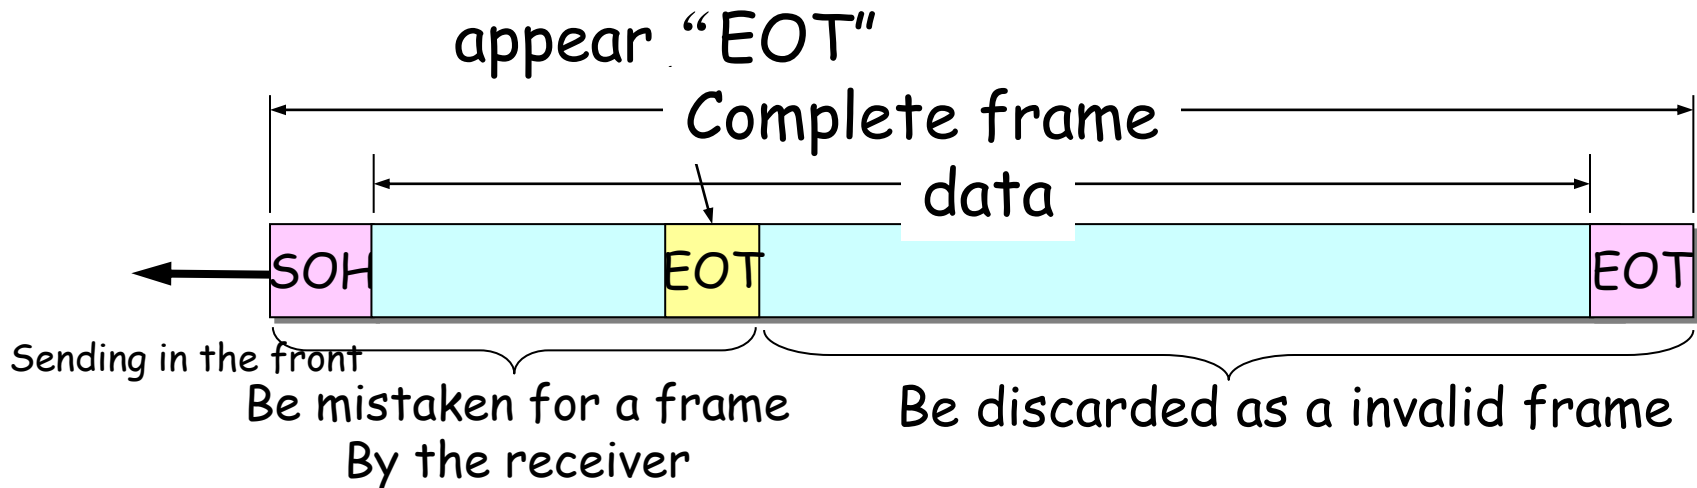 appear “EOT”
Complete frame
data
SOH
EOT
EOT
Sending in the front
Be mistaken for a frame
By the receiver
Be discarded as a invalid frame